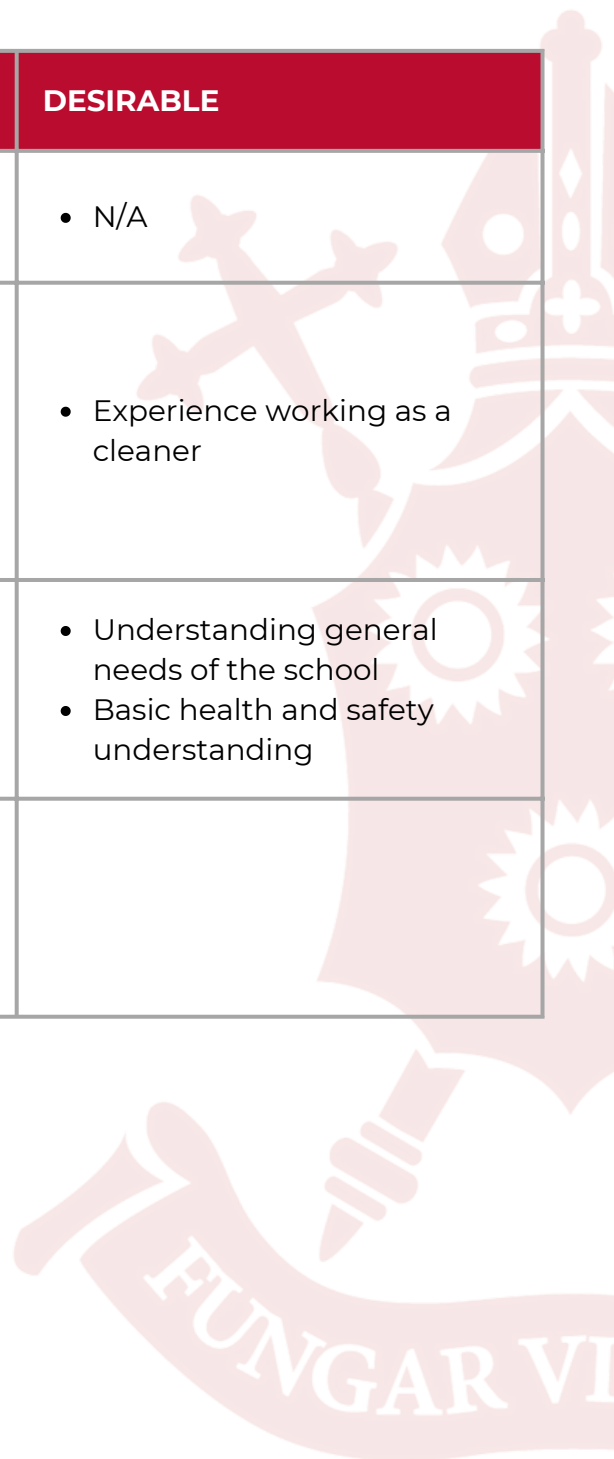 DESIRABLE
• N/A
• Experience working as a
cleaner
• Understanding general
needs of the school
• Basic health and safety
understanding
FUNGAR VI